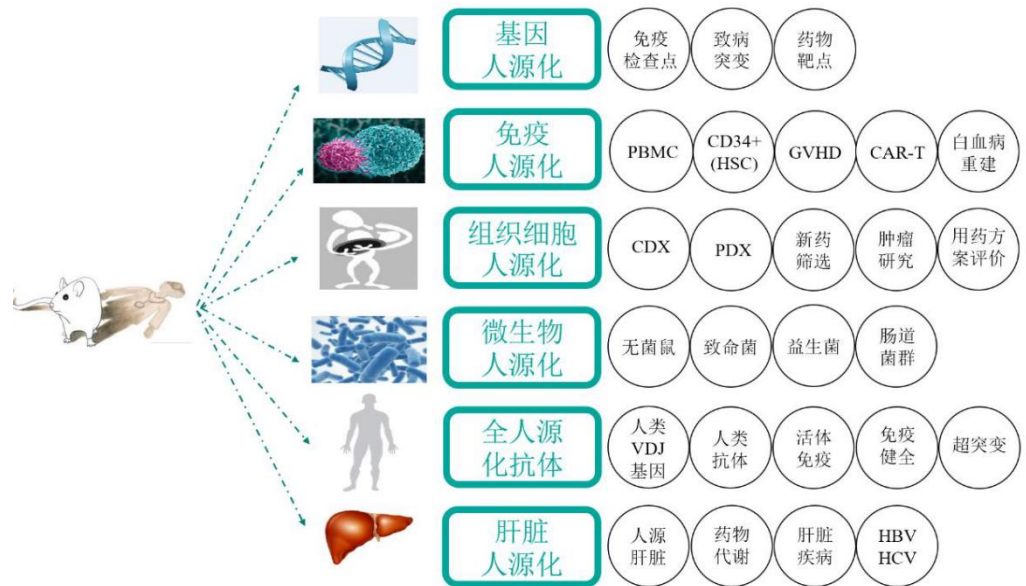 基因
人源化
免疫
检查点
致病
突变
药物
靶点
免疫
人源化
PBMC
CD34+
(HSC)
GVHD
CAR-T
白血病
重建
组织细胞
人源化
CDX
PDX
新药
筛选
肿瘤
研究
用药方
案评价
微生物
人源化
无菌鼠
致命菌
益生菌
肠道
菌群
全人源
化抗体
人类
VDJ
基因
人类
抗体
活体
免疫
免疫
健全
超突变
肝脏
人源化
人源
肝脏
药物
代谢
肝脏
疾病
HBV
HCV